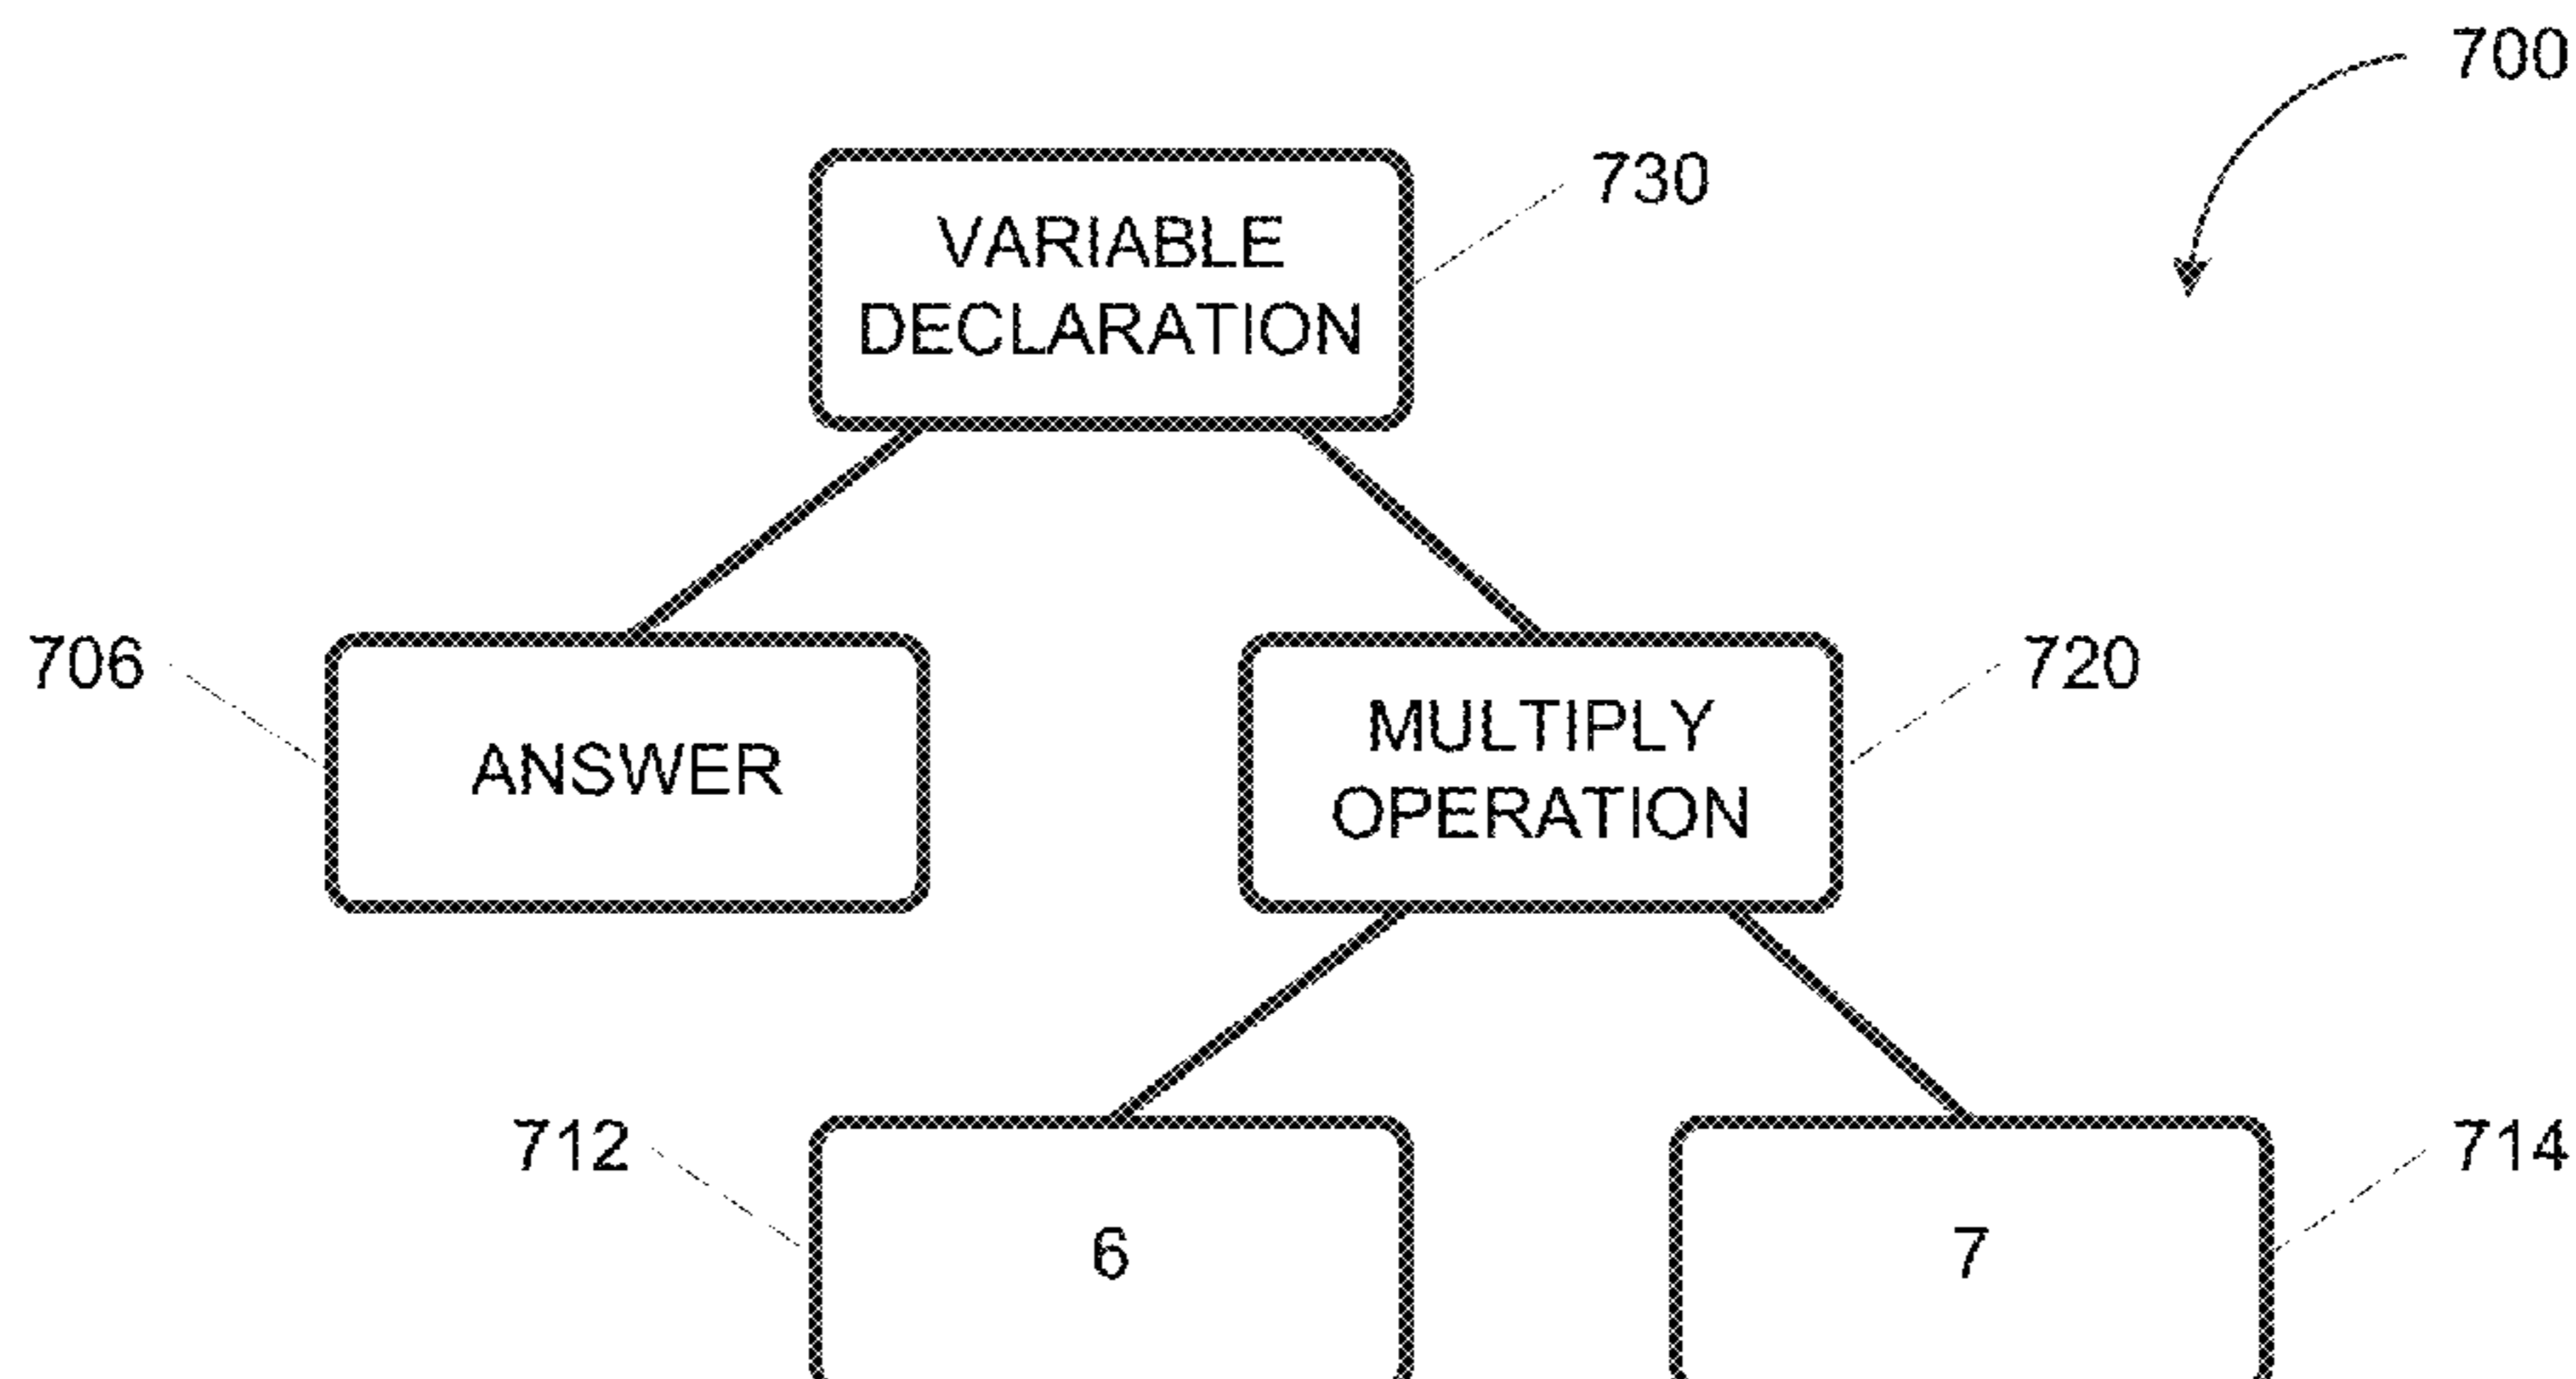 700
730
VARIABLE
DECLARATION
706
ANSWER
720
MULTIPLY
OPERATION
712
6
7
714